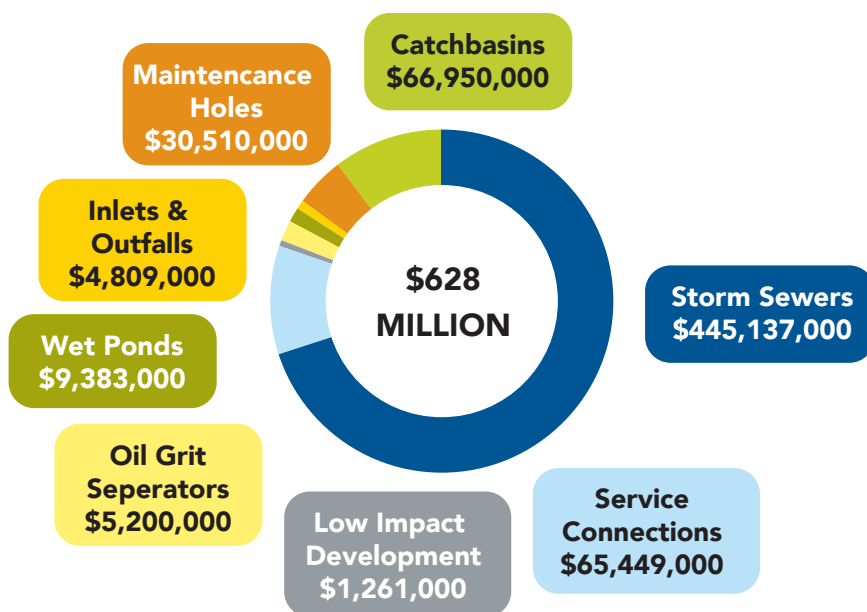 Catchbasins
$66,950,000
Maintencance
Holes
$30,510,000
Inlets &
Outfalls
$4,809,000
$628
MILLION
Storm Sewers
$445,137,000
Wet Ponds
$9,383,000
Oil Grit
Seperators
$5,200,000
Low Impact
Development
$1,261,000
Service
Connections
$65,449,000